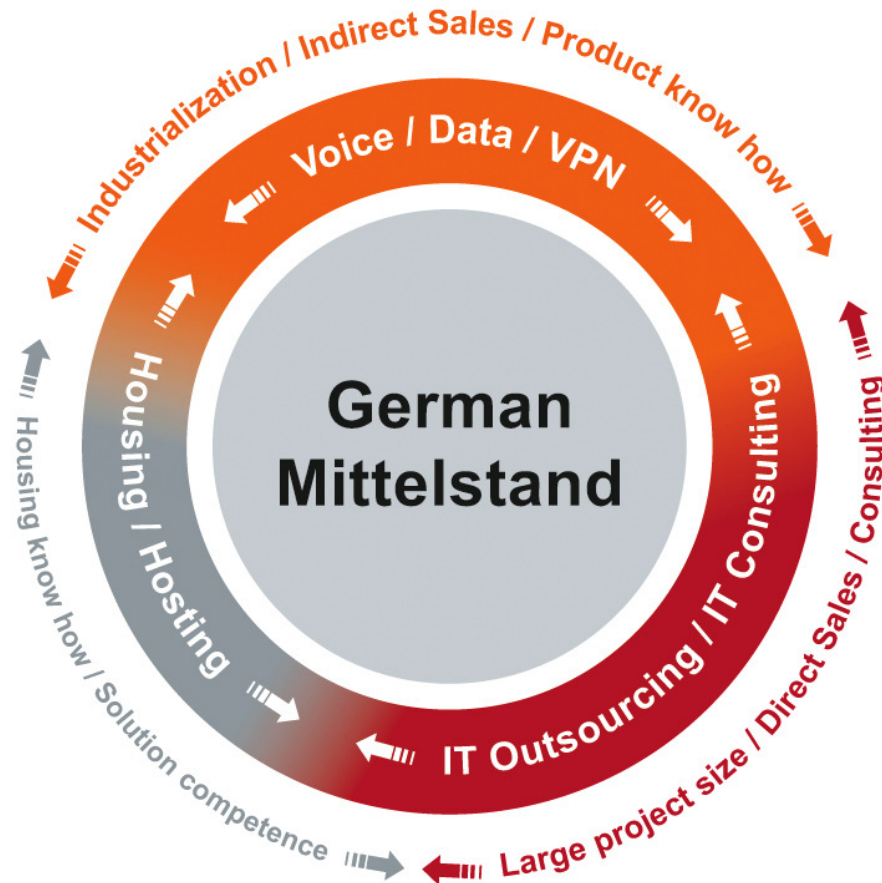 Industrialization / Indirect Sales / Product know how
Voice / Data / VPN
German
Mittelstand
Housing / Hosting
IT Outsourcing / IT Consulting
Housing know how / Solution competence
Large project size / Direct Sales / Consulting